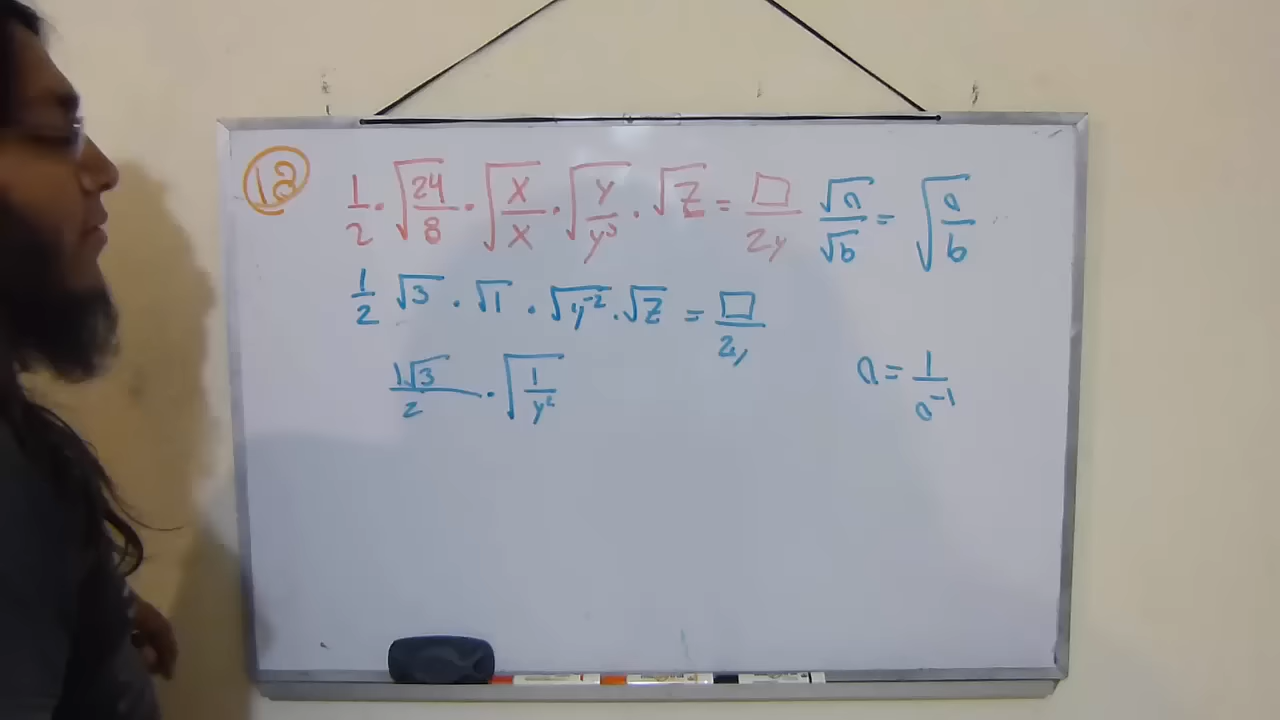 12
1/2 · √(24/8) · √(x/x) · √(y/y³) · √z = □/2y
√a/√b = √(a/b)
1/2 √3 · √1 · √(y⁻²) · √z = □/2y
1√3/2 · √(1/y²)
a = 1/a⁻¹